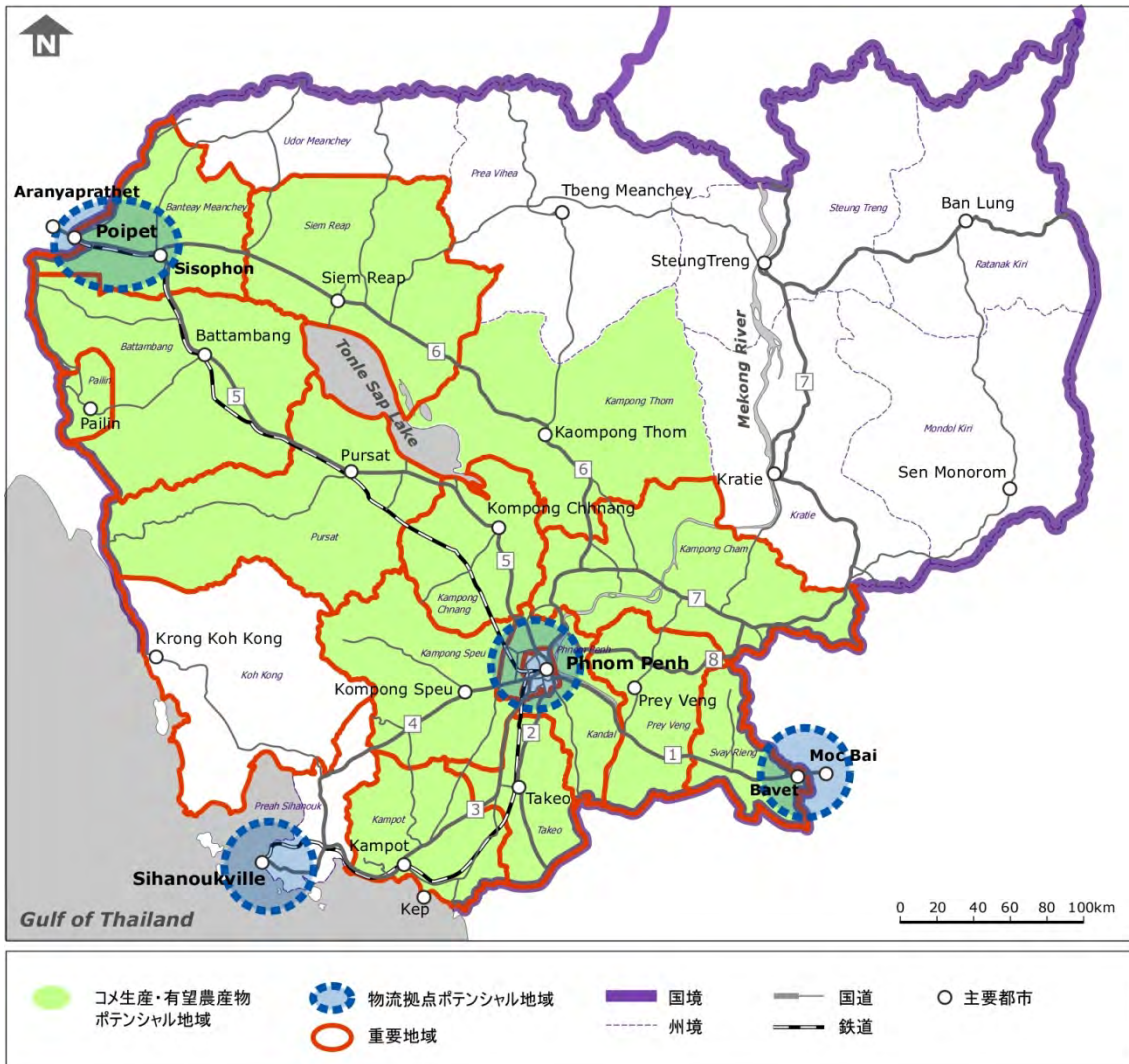 N
Udor Meanchey
Prea Vihea
Tbeng Meanchey
Aranyaprathet
Banteay Meanchey
Steung Treng
Ban Lung
Poipet
Siem Reap
Sisophon
SteungTreng
Ratanak Kiri
Siem Reap
Battambang
Battambang
6
Tonle Sap Lake
Mekong River
7
Pailin
5
Kampong Thom
Pailin
Kaompong Thom
Mondol Kiri
Pursat
6
Kratie
Sen Monorom
Kompong Chhnang
Kratie
Pursat
Kampong Cham
5
Kampong
Chnang
7
Krong Koh Kong
Kampong Speu
Phnom Penh
Phnom Penh
8
Koh Kong
Kompong Speu
Prey Veng
4
2
Kandal
Prey Veng
1
Svay Rieng
Moc Bai
Bavet
Takeo
Preah Sihanouk
3
Kampot
Takeo
Kampot
Sihanoukville
Kep
Gulf of Thailand
0 20 40 60 80 100km
コメ生産・有望農産物
ポテンシャル地域
物流拠点ポテンシャル地域
重要地域
国境
州境
国道
鉄道
主要都市